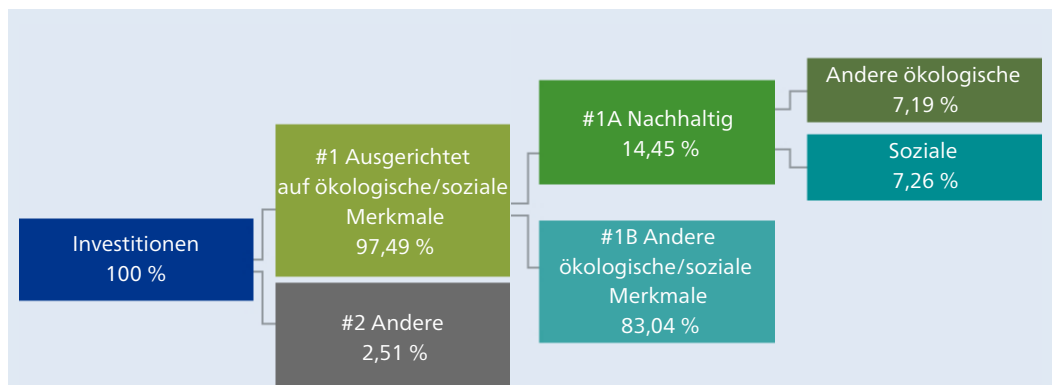 Investitionen
100 %
#1 Ausgerichtet
auf ökologische/soziale
Merkmale
97,49 %
#2 Andere
2,51 %
#1A Nachhaltig
14,45 %
#1B Andere
ökologische/soziale
Merkmale
83,04 %
Andere ökologische
7,19 %
Soziale
7,26 %